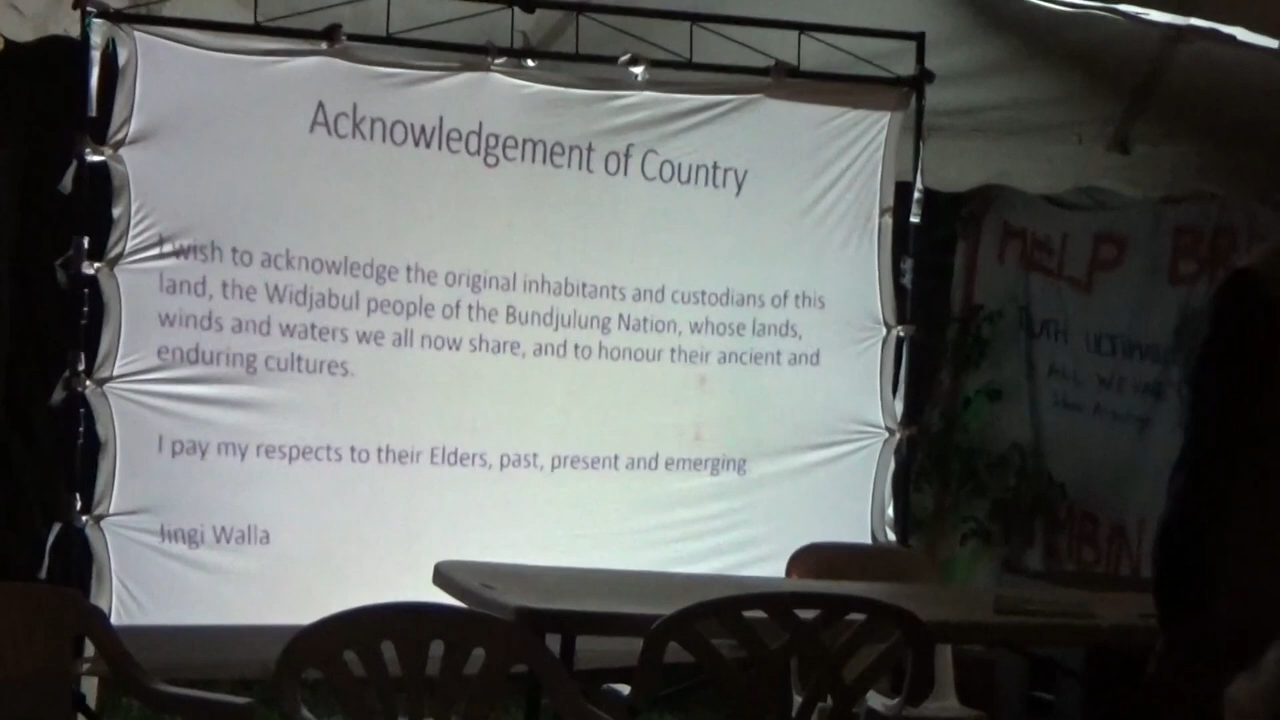 Acknowledgement of Country
I wish to acknowledge the original inhabitants and custodians of this
land, the Widjabul people of the Bundjulung Nation, whose lands,
winds and waters we all now share, and to honour their ancient and
enduring cultures.
I pay my respects to their Elders, past, present and emerging
Jingi Walla
HELP
ALL WE